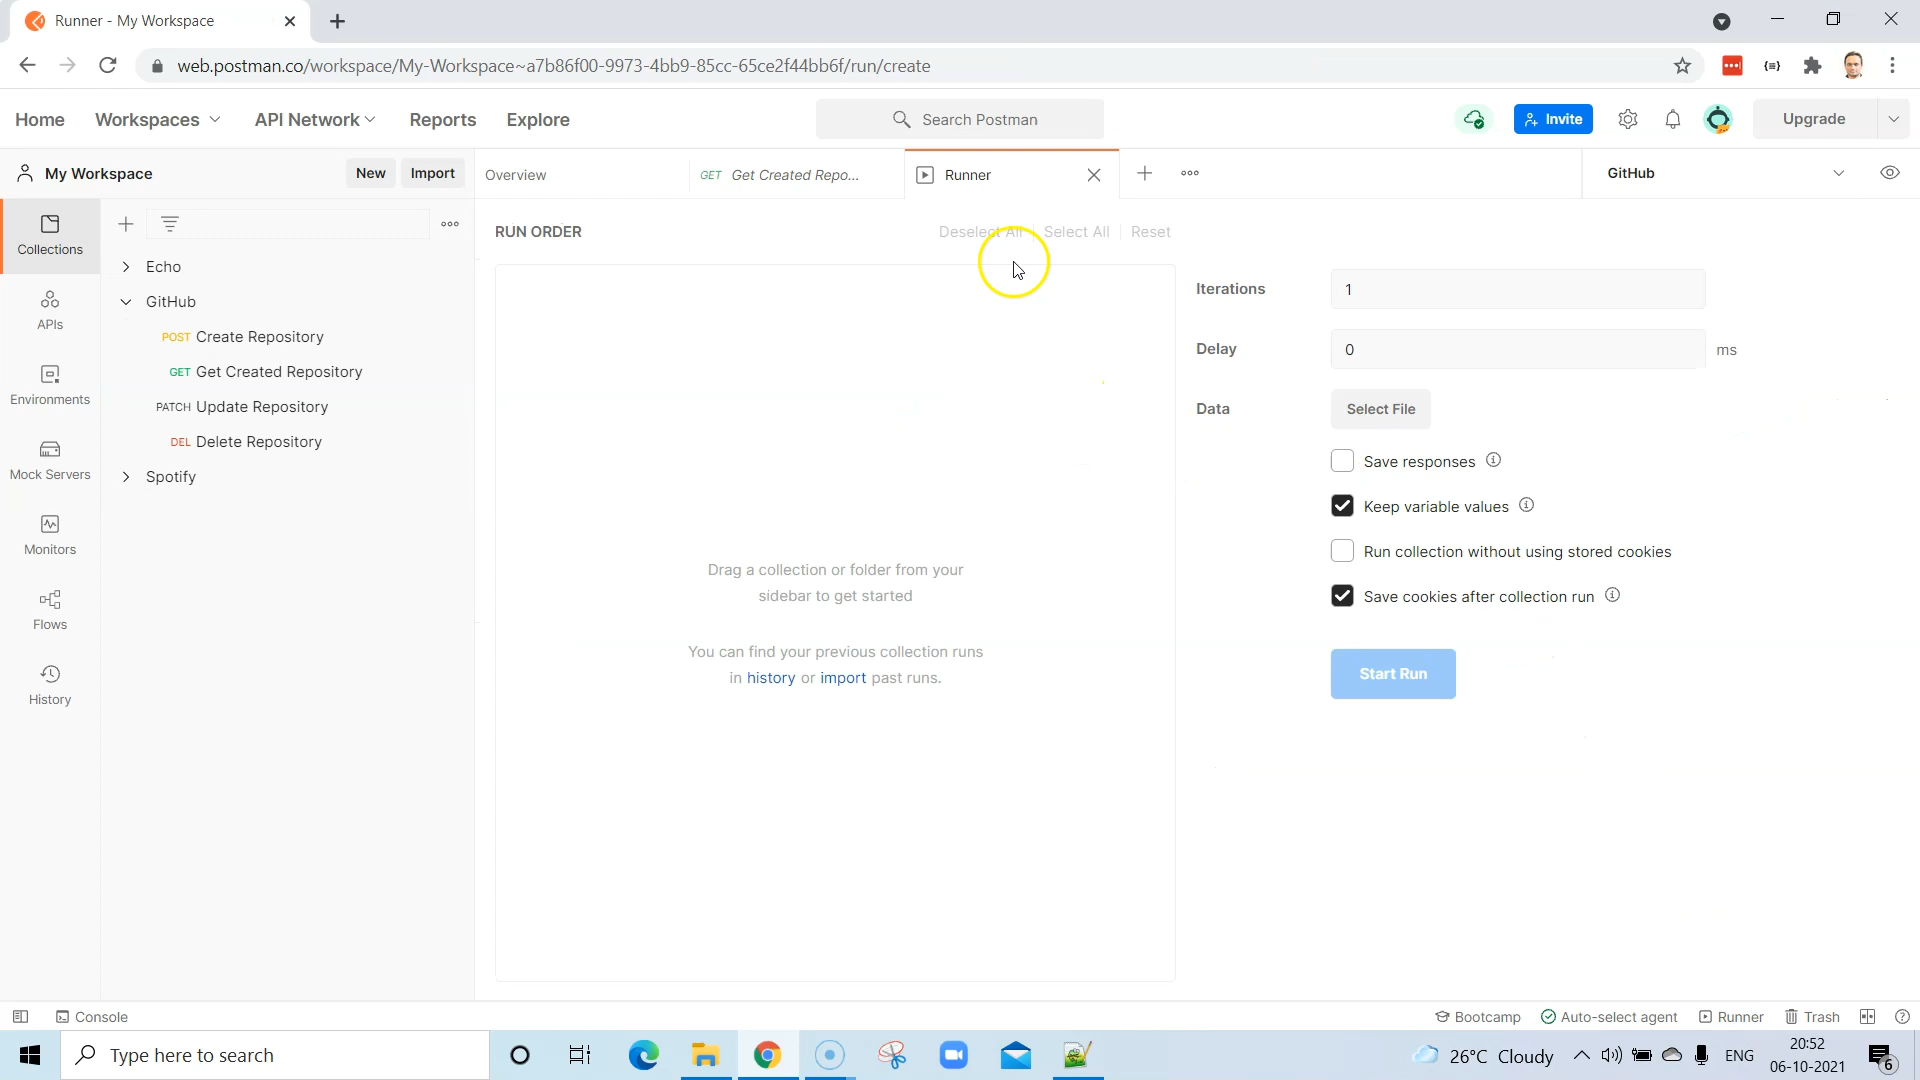 Runner - My Workspace
web.postman.co/workspace/My-Workspace~a7b86f00-9973-4bb9-85cc-65ce2f44bb6f/run/create
Home Workspaces API Network Reports Explore Search Postman Invite Upgrade
My Workspace New Import Overview GET Get Created Repo... Runner GitHub
Collections
APIs
Environments
Mock Servers
Monitors
Flows
History
Echo
GitHub
POST Create Repository
GET Get Created Repository
PATCH Update Repository
DEL Delete Repository
Spotify
RUN ORDER Deselect All Select All Reset
Drag a collection or folder from your
sidebar to get started
You can find your previous collection runs
in history or import past runs.
Iterations 1
Delay 0 ms
Data Select File
Save responses
Keep variable values
Run collection without using stored cookies
Save cookies after collection run
Start Run
Console Bootcamp Auto-select agent Runner Trash
Type here to search 26°C Cloudy ENG 20:52
06-10-2021 6